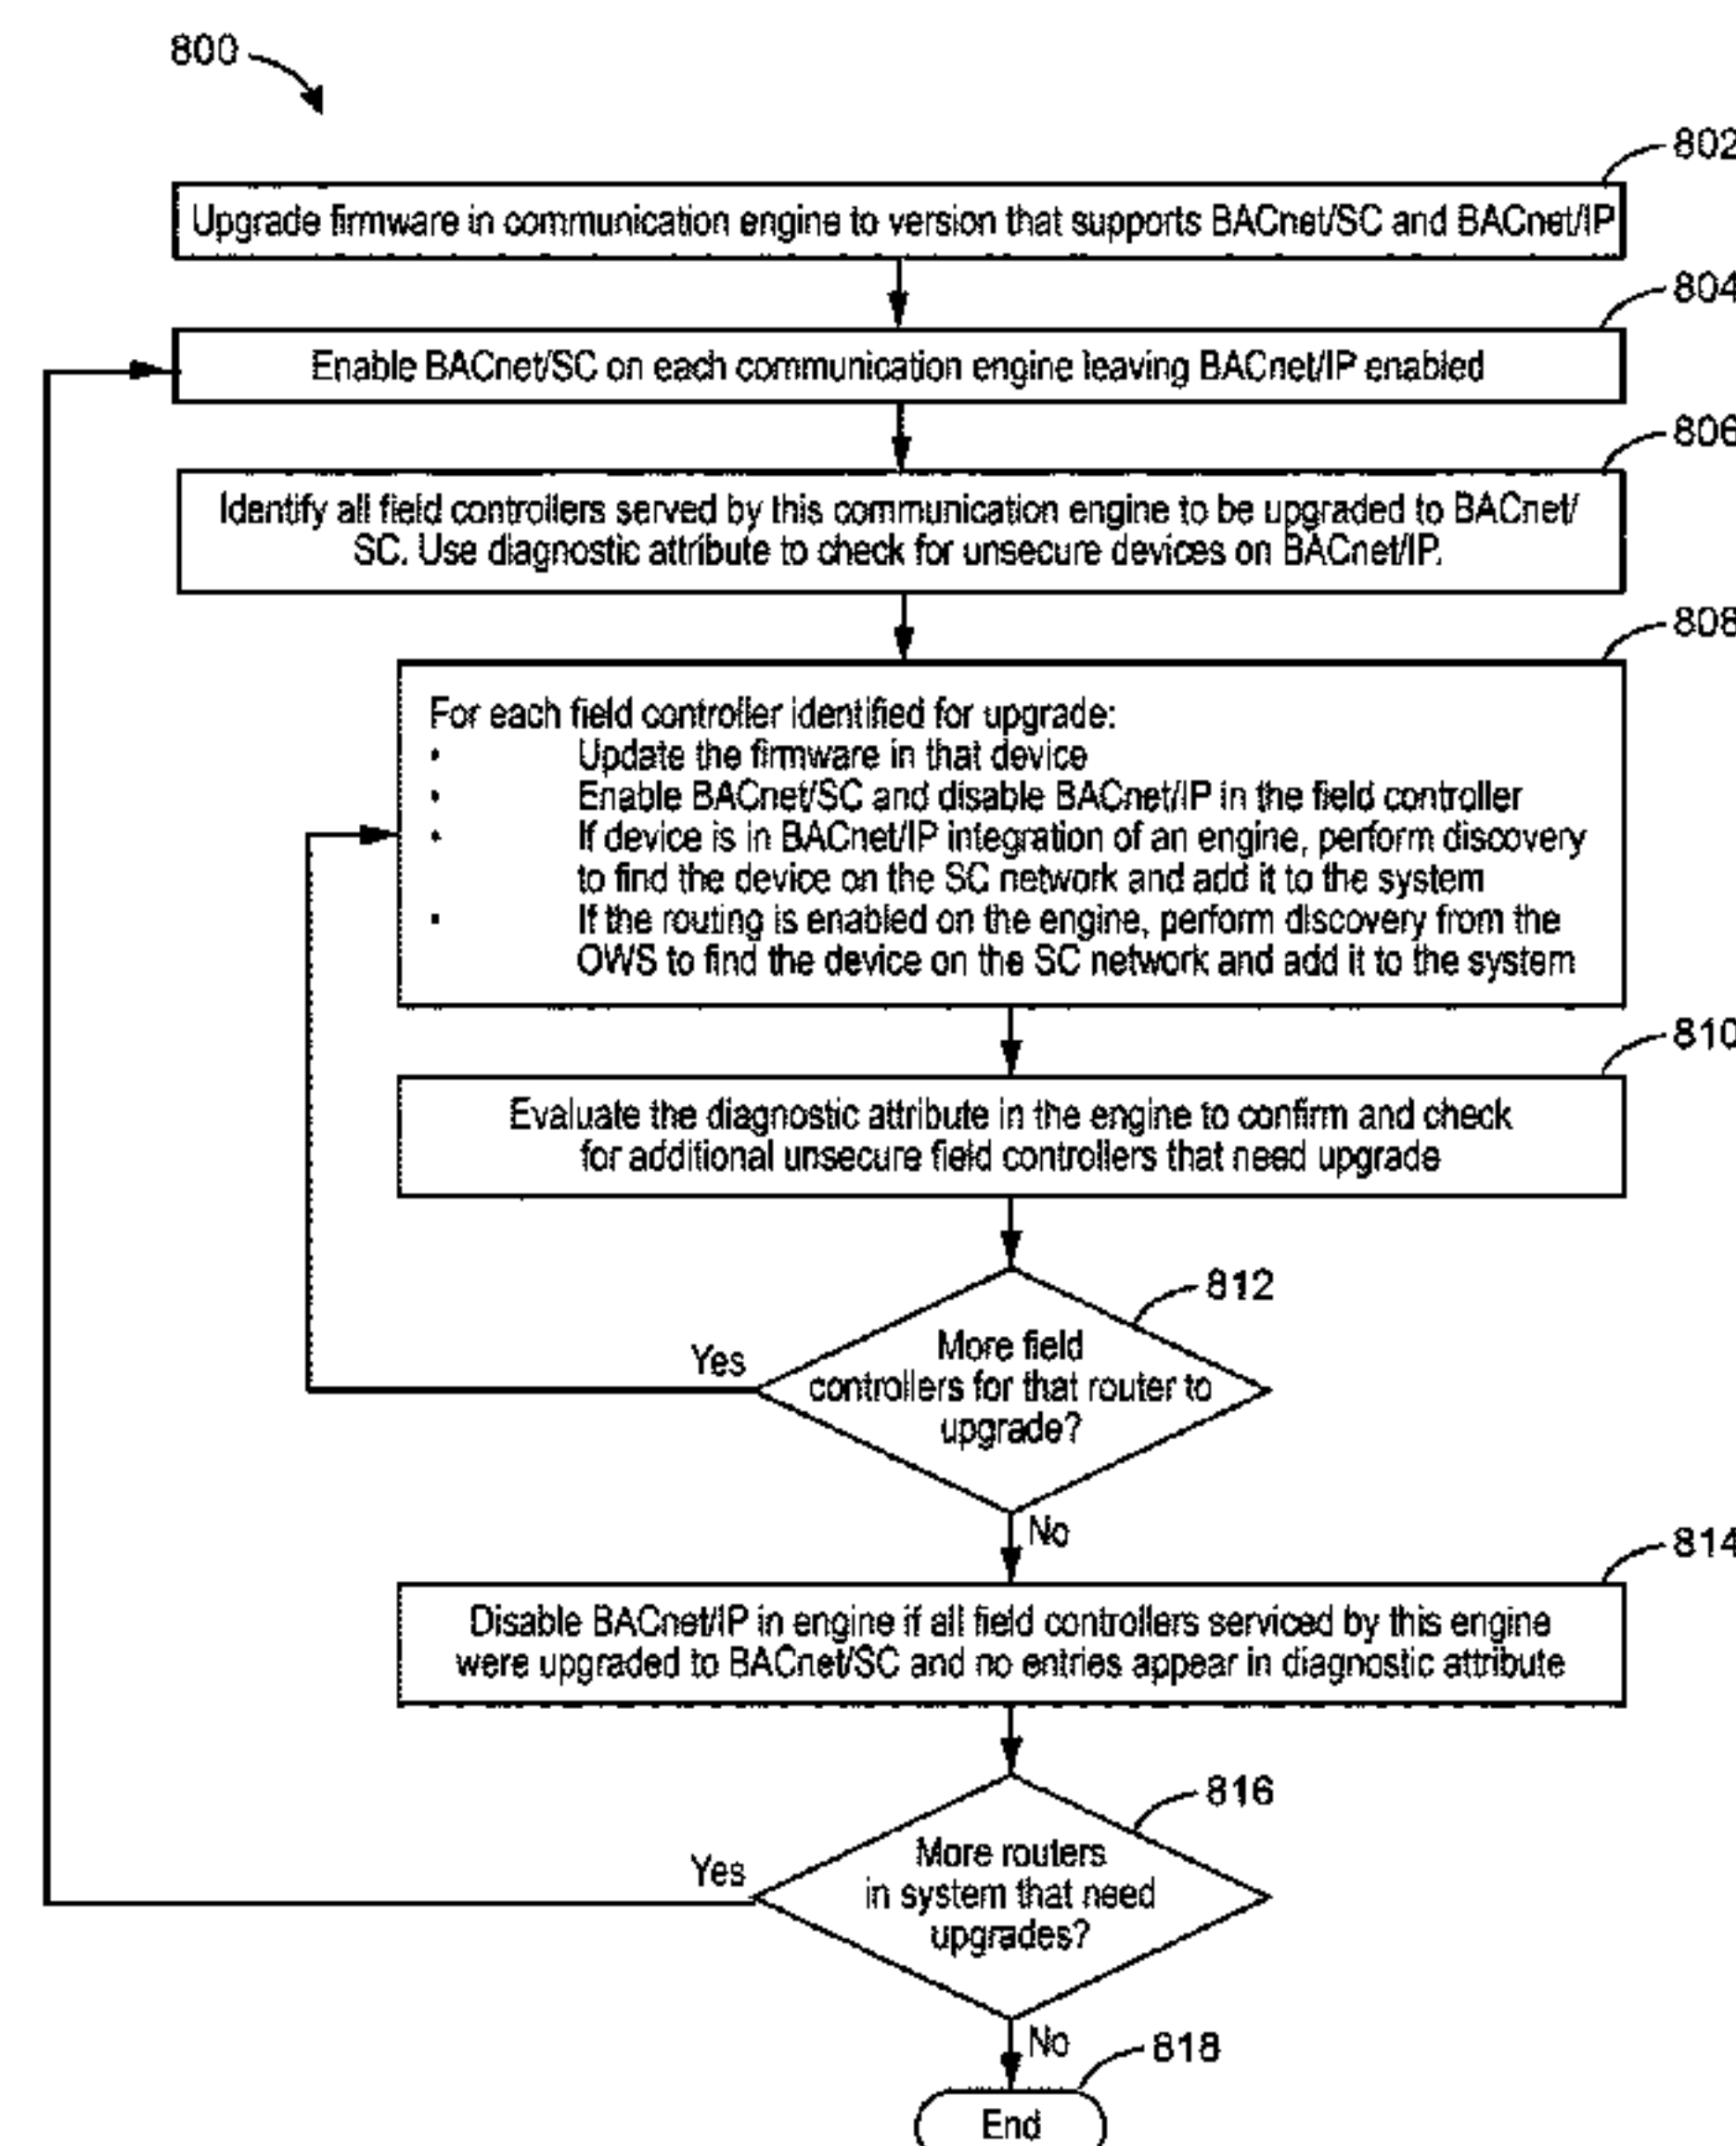 800
802
Upgrade firmware in communication engine to version that supports BACnet/SC and BACnet/IP
804
Enable BACnet/SC on each communication engine leaving BACnet/IP enabled
806
Identify all field controllers served by this communication engine to be upgraded to BACnet/
SC. Use diagnostic attribute to check for unsecure devices on BACnet/IP.
808
For each field controller identified for upgrade:
• Update the firmware in that device
• Enable BACnet/SC and disable BACnet/IP in the field controller
• If device is in BACnet/IP integration of an engine, perform discovery
to find the device on the SC network and add it to the system
• If the routing is enabled on the engine, perform discovery from the
OWS to find the device on the SC network and add it to the system
810
Evaluate the diagnostic attribute in the engine to confirm and check
for additional unsecure field controllers that need upgrade
812
More field
controllers for that router to
upgrade?
Yes
No
814
Disable BACnet/IP in engine if all field controllers serviced by this engine
were upgraded to BACnet/SC and no entries appear in diagnostic attribute
816
More routers
in system that need
upgrades?
Yes
No
818
End